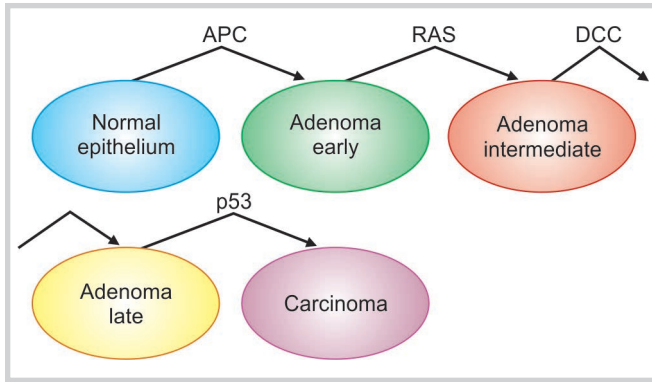 APC
RAS
DCC
Normal
epithelium
Adenoma
early
Adenoma
intermediate
p53
Adenoma
late
Carcinoma